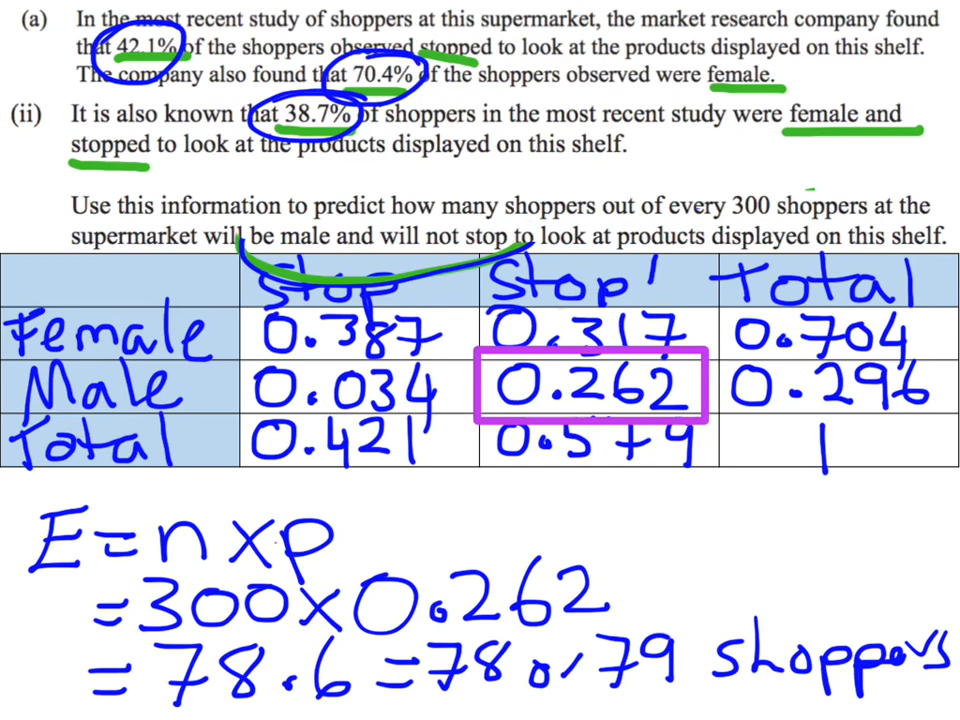 (a) In the most recent study of shoppers at this supermarket, the market research company found
that 42.1% of the shoppers observed stopped to look at the products displayed on this shelf.
The company also found that 70.4% of the shoppers observed were female.
(ii) It is also known that 38.7% of shoppers in the most recent study were female and
stopped to look at the products displayed on this shelf.
Use this information to predict how many shoppers out of every 300 shoppers at the
supermarket will be male and will not stop to look at products displayed on this shelf.
Stop Stop' Total
Female 0.387 0.317 0.704
Male 0.034 0.262 0.296
Total 0.421 0.579 1
E = n x p
= 300 x 0.262
= 78.6 = 78 or 79 shoppers